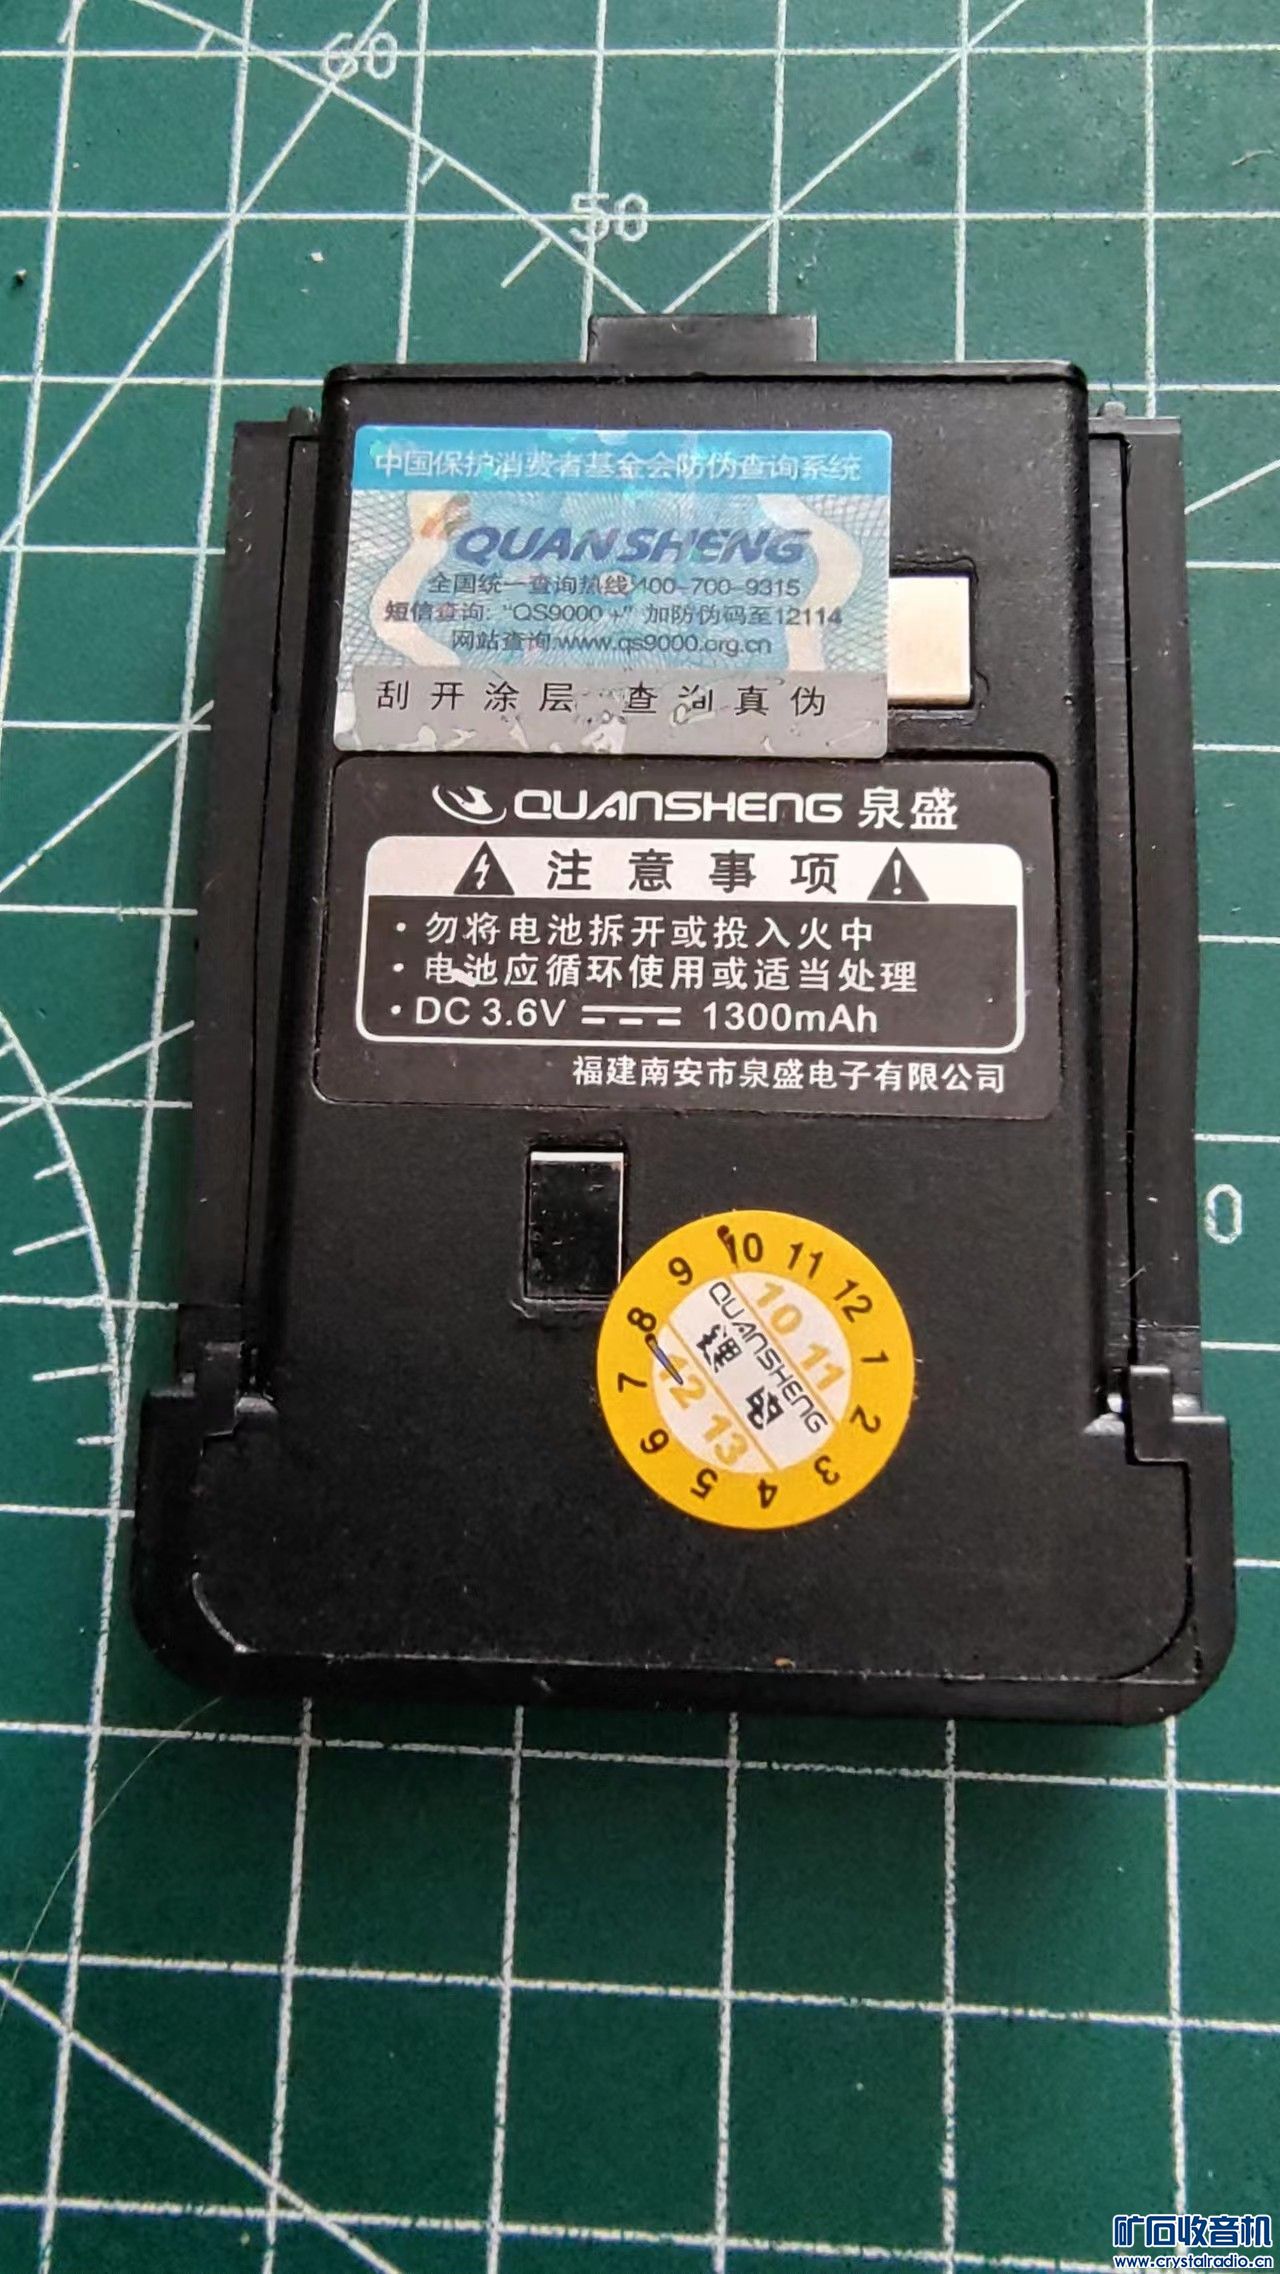 60
50
中国保护消费者基金会防伪查询系统
QUANSHENG
全国统一查询热线:400-700-9315
短信查询:“QS9000+”加防伪码至12114
网站查询:www.qs9000.org.cn
刮开涂层 查询真伪
QUANSHENG 泉盛
注意事项
·勿将电池拆开或投入火中
·电池应循环使用或适当处理
·DC 3.6V 1300mAh
福建南安市泉盛电子有限公司
0
9 10 11 12 1 2 3 4 5 6 7 8
10 11
QUANSHENG
锂电
12 13
矿石收音机
www.crystalradio.cn